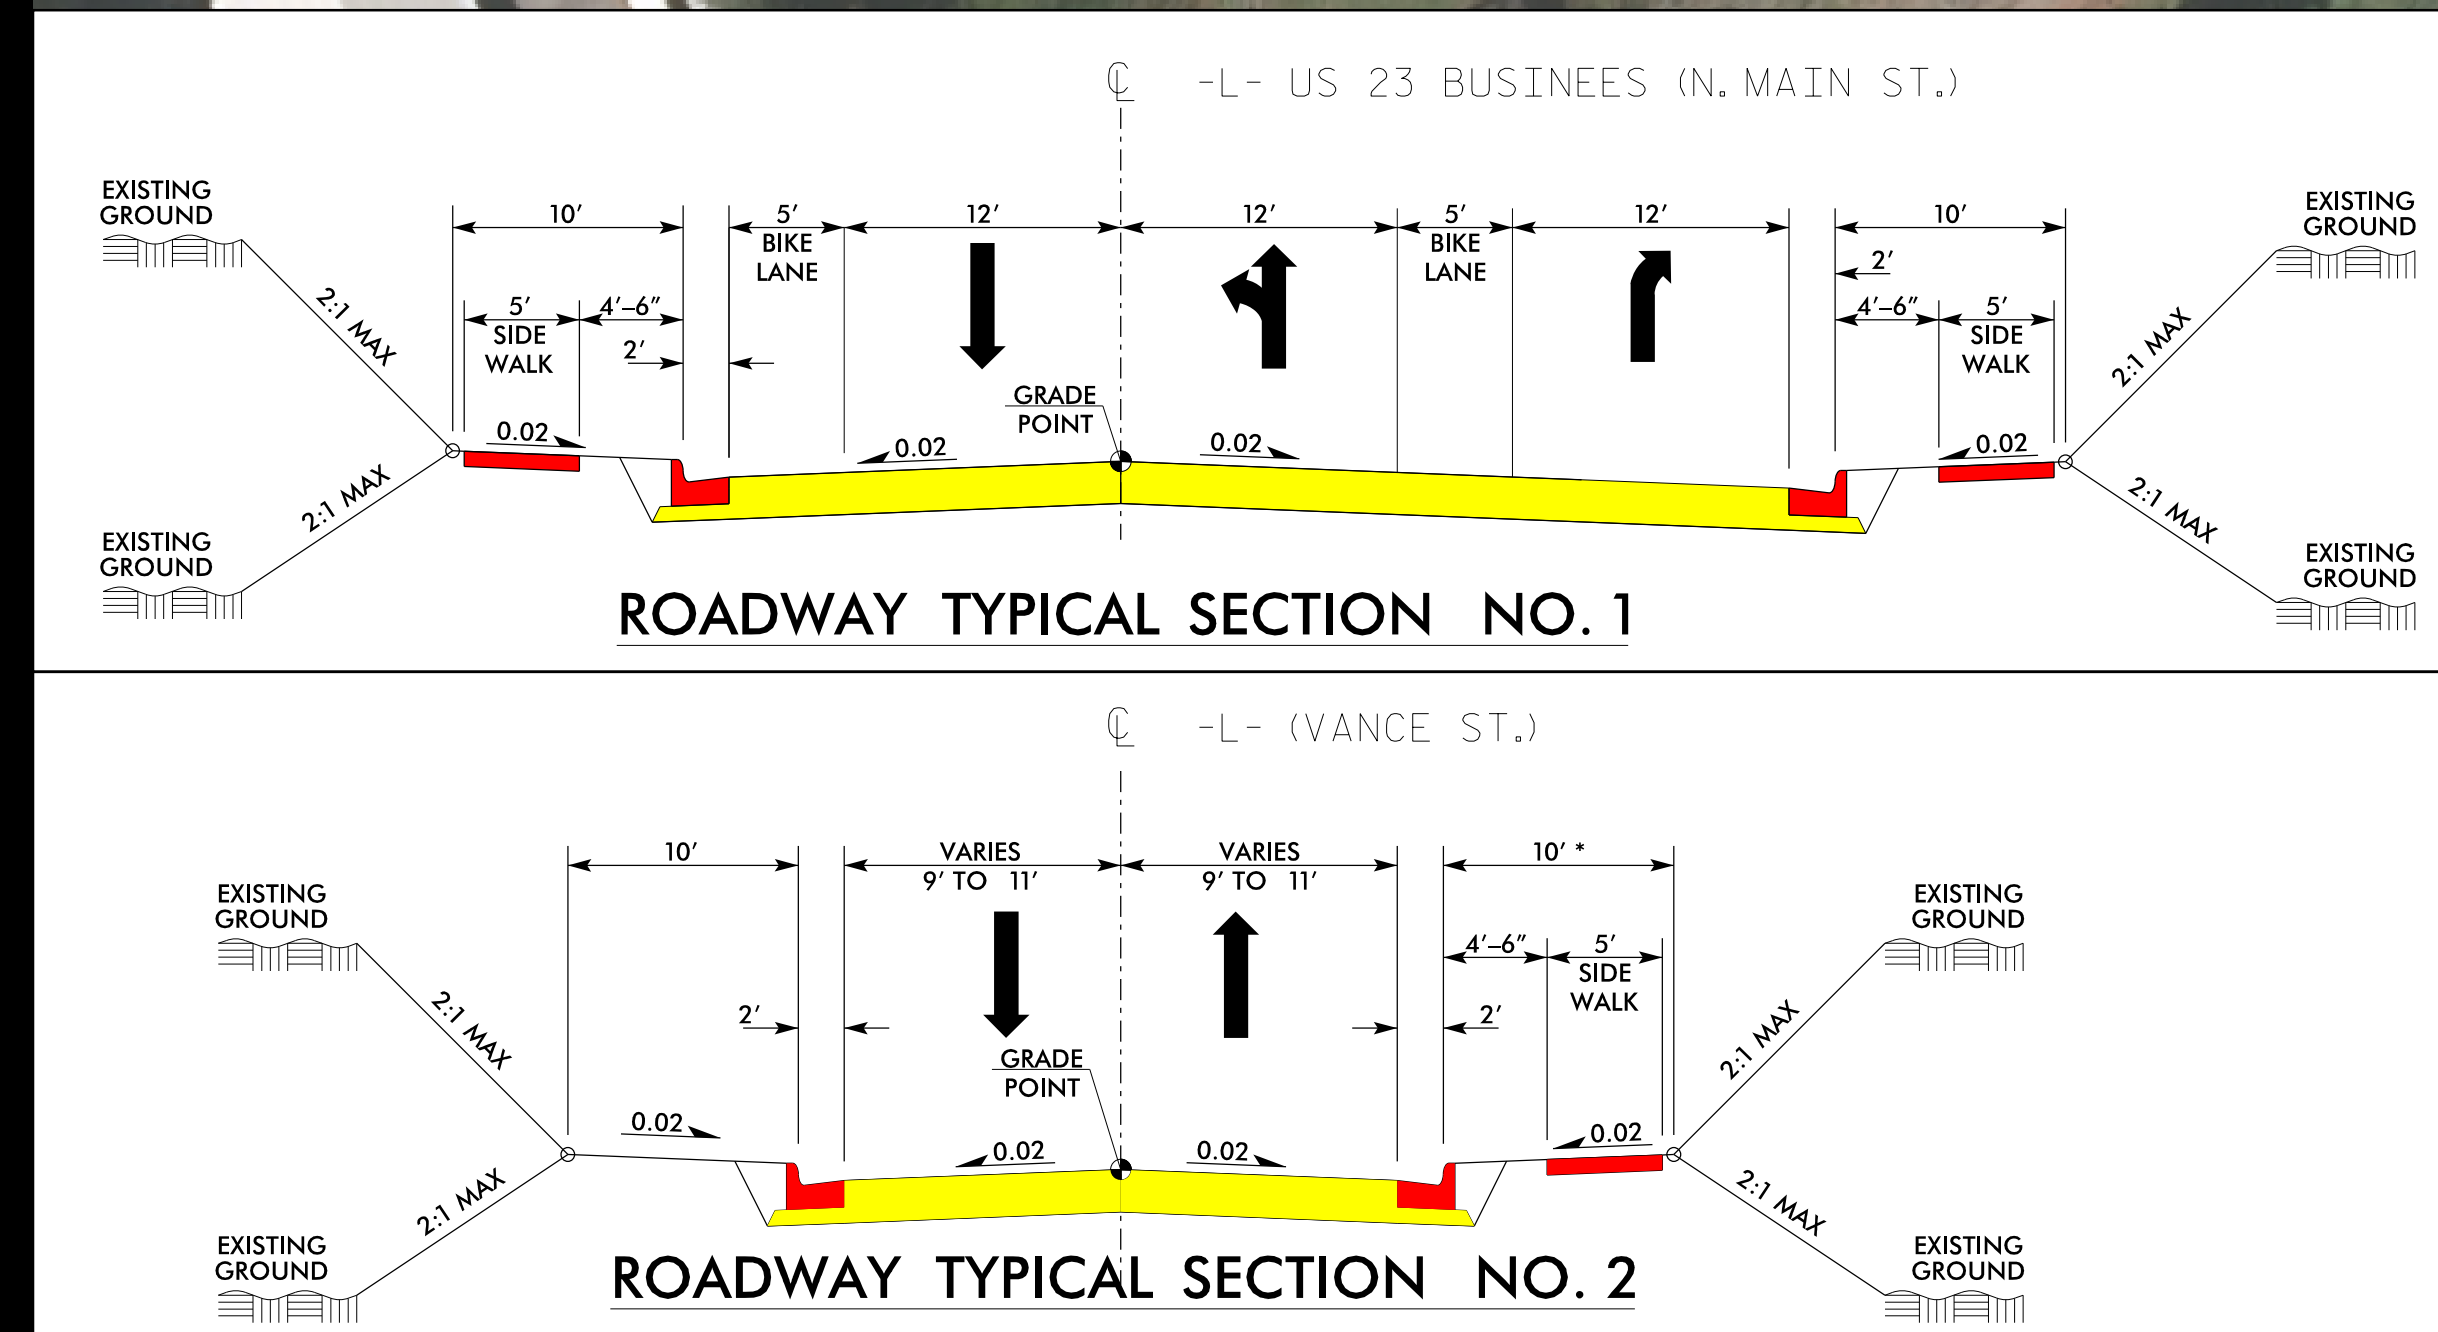 ℄ -L- US 23 BUSINEES (N. MAIN ST.)
EXISTING
GROUND
10'
5'
BIKE
LANE
12'
12'
5'
BIKE
LANE
12'
10'
EXISTING
GROUND
2'
2:1 MAX
5'
SIDE
WALK
4'–6"
2'
4'–6"
5'
SIDE
WALK
2:1 MAX
GRADE
POINT
0.02
0.02
0.02
0.02
2:1 MAX
2:1 MAX
EXISTING
GROUND
EXISTING
GROUND
ROADWAY TYPICAL SECTION NO. 1
℄ -L- (VANCE ST.)
10'
VARIES
9' TO 11'
VARIES
9' TO 11'
10' *
EXISTING
GROUND
EXISTING
GROUND
4'–6"
5'
SIDE
WALK
2:1 MAX
2'
2'
2:1 MAX
GRADE
POINT
0.02
0.02
0.02
0.02
2:1 MAX
2:1 MAX
EXISTING
GROUND
EXISTING
GROUND
ROADWAY TYPICAL SECTION NO. 2